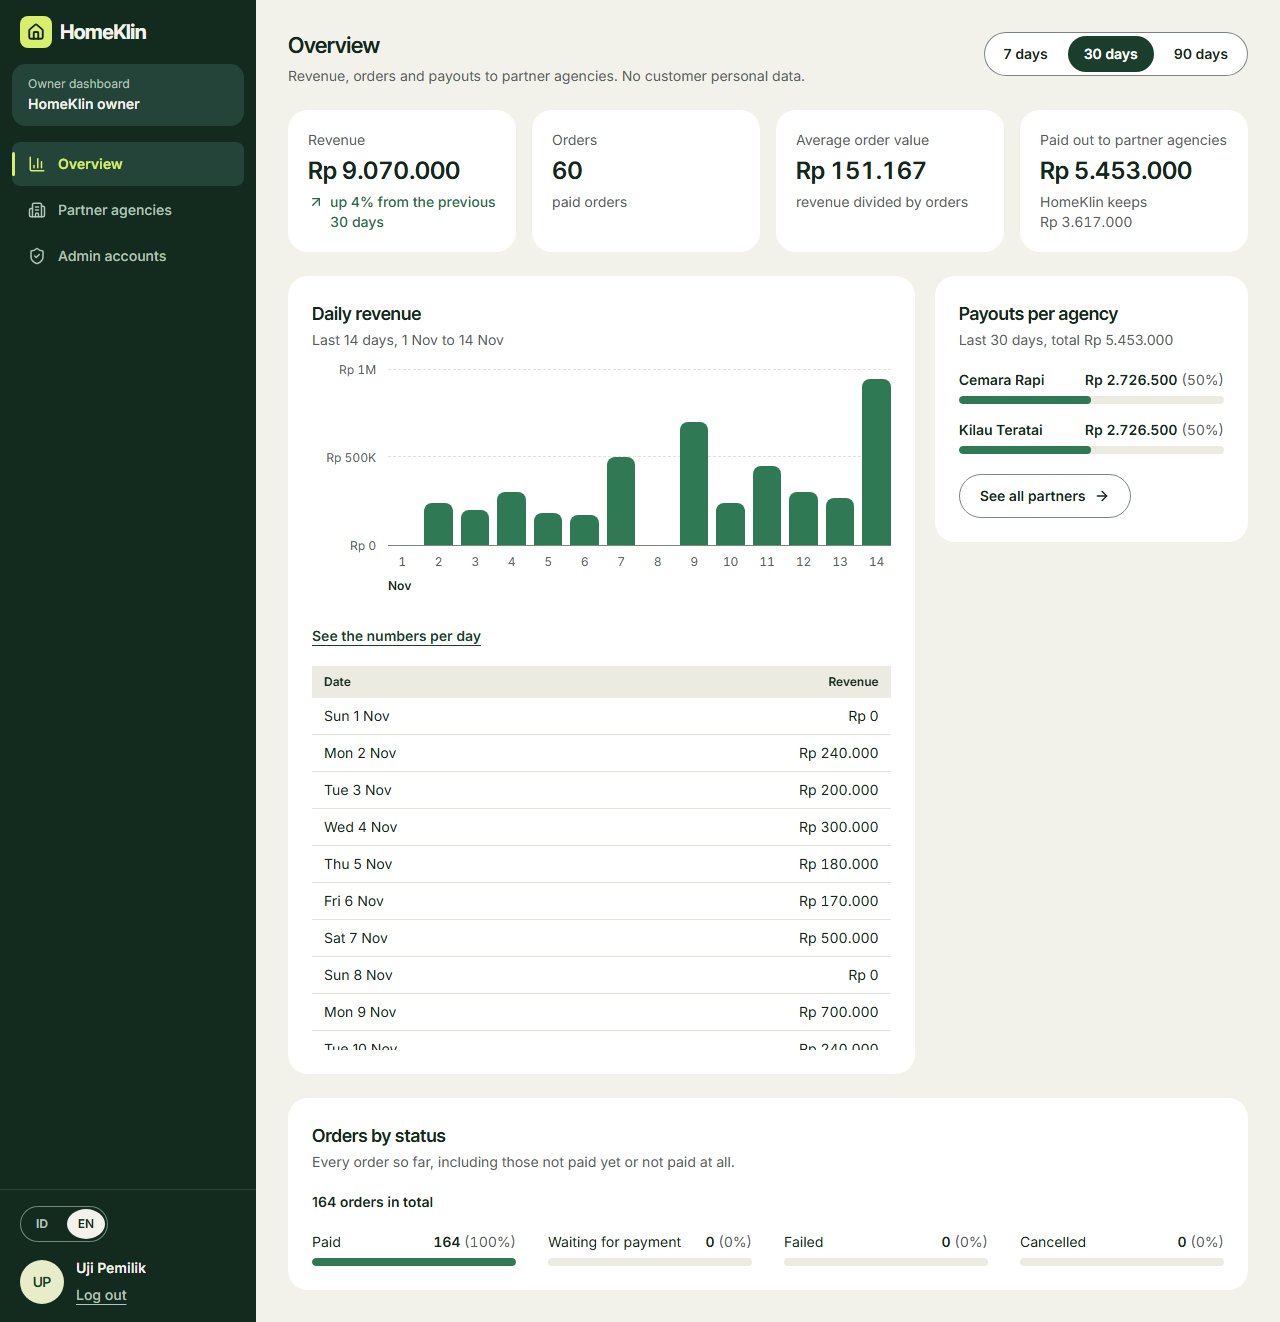 HomeKlin
Owner dashboard
HomeKlin owner
Overview
Partner agencies
Admin accounts
ID EN
UP
Uji Pemilik
Log out
Overview
Revenue, orders and payouts to partner agencies. No customer personal data.
7 days 30 days 90 days
Revenue
Rp 9.070.000
up 4% from the previous
30 days
Orders
60
paid orders
Average order value
Rp 151.167
revenue divided by orders
Paid out to partner agencies
Rp 5.453.000
HomeKlin keeps
Rp 3.617.000
Daily revenue
Last 14 days, 1 Nov to 14 Nov
Rp 1M
Rp 500K
Rp 0
1 2 3 4 5 6 7 8 9 10 11 12 13 14
Nov
See the numbers per day
Date Revenue
Sun 1 Nov Rp 0
Mon 2 Nov Rp 240.000
Tue 3 Nov Rp 200.000
Wed 4 Nov Rp 300.000
Thu 5 Nov Rp 180.000
Fri 6 Nov Rp 170.000
Sat 7 Nov Rp 500.000
Sun 8 Nov Rp 0
Mon 9 Nov Rp 700.000
Tue 10 Nov Rp 240.000
Payouts per agency
Last 30 days, total Rp 5.453.000
Cemara Rapi Rp 2.726.500 (50%)
Kilau Teratai Rp 2.726.500 (50%)
See all partners
Orders by status
Every order so far, including those not paid yet or not paid at all.
164 orders in total
Paid 164 (100%)
Waiting for payment 0 (0%)
Failed 0 (0%)
Cancelled 0 (0%)